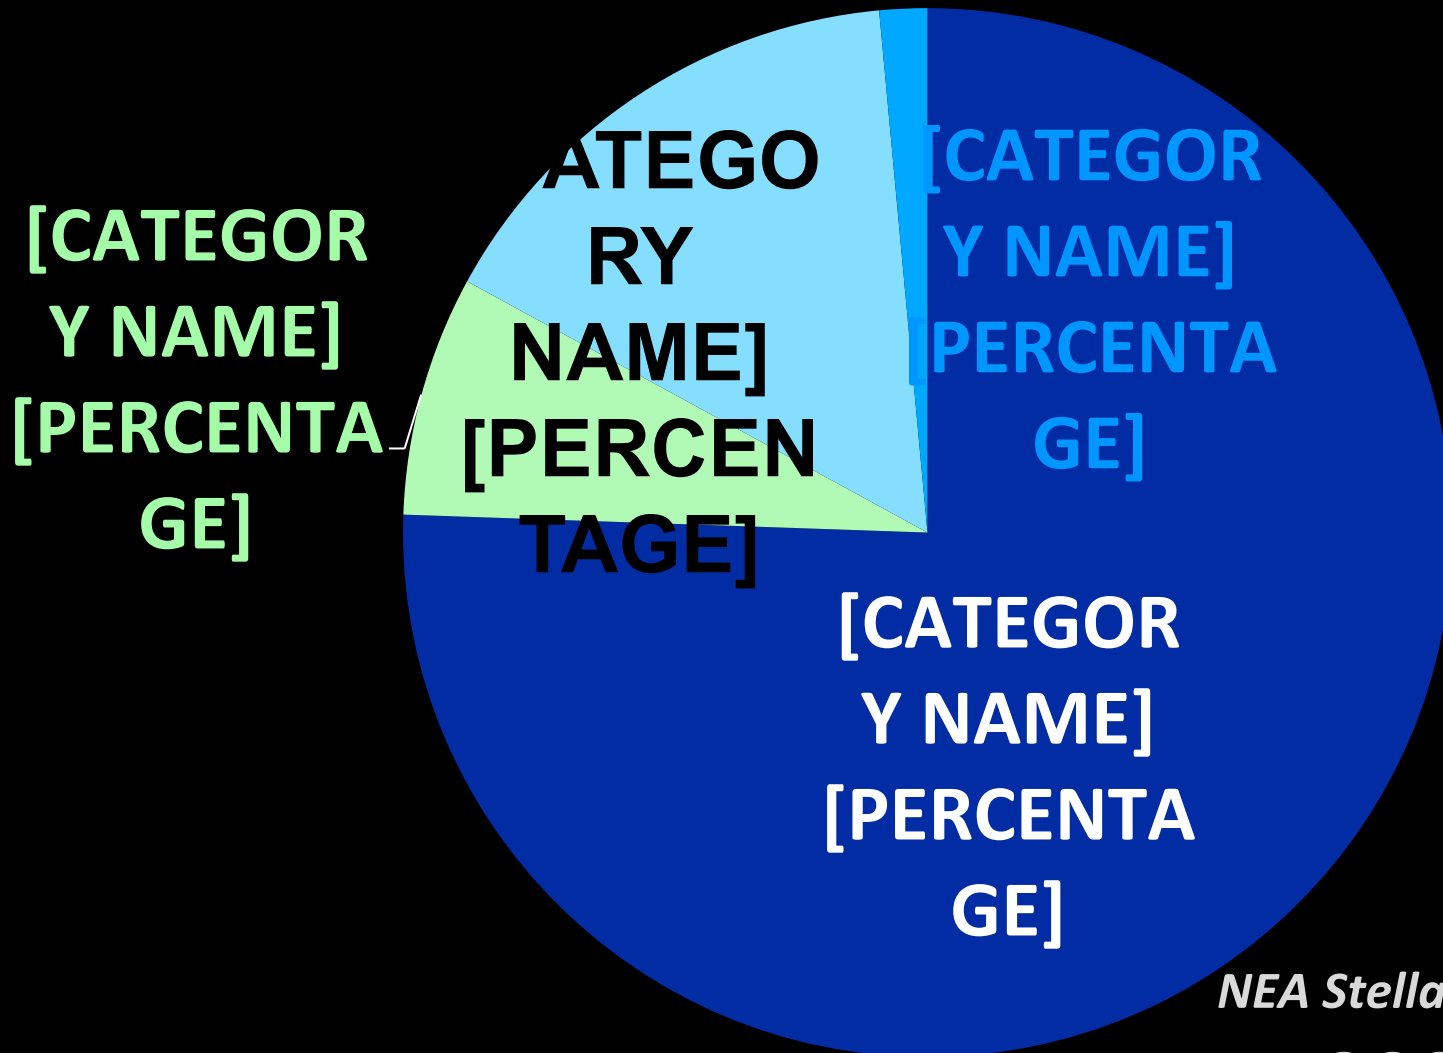 [CATEGOR
Y NAME]
[PERCENTA
GE]
ATEGO
RY
NAME]
[PERCEN
TAGE]
[CATEGOR
Y NAME]
[PERCENTA
GE]
[CATEGOR
Y NAME]
[PERCENTA
GE]
NEA Stella